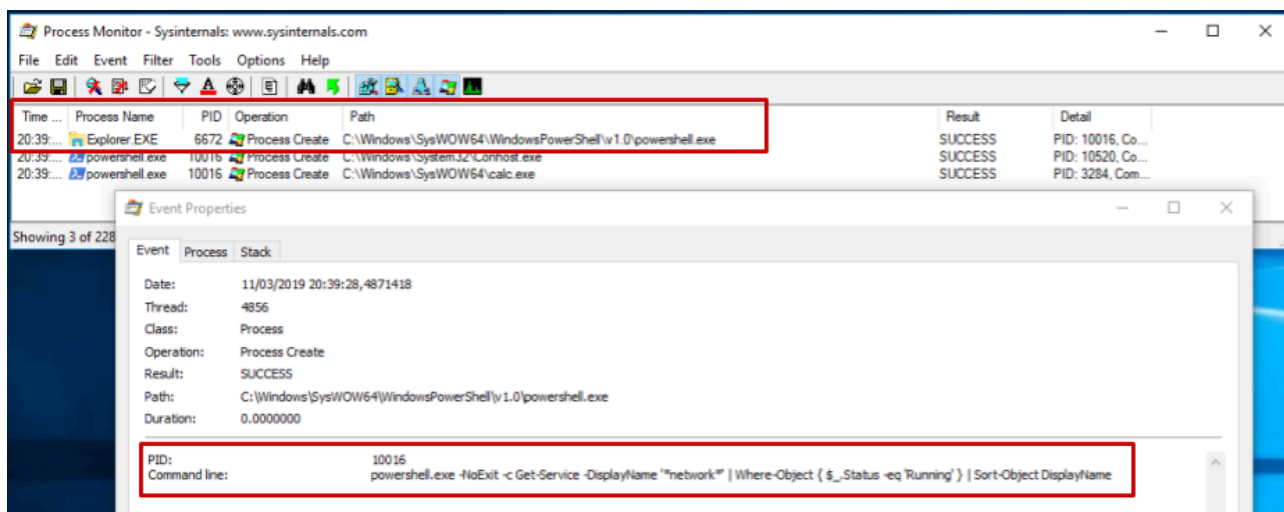 Process Monitor - Sysinternals: www.sysinternals.com
File Edit Event Filter Tools Options Help
Time ... Process Name PID Operation Path Result Detail
20:39:... Explorer.EXE 6672 Process Create C:\Windows\SysWOW64\WindowsPowerShell\v1.0\powershell.exe SUCCESS PID: 10016, Co...
20:39:... powershell.exe 10016 Process Create C:\Windows\System32\Conhost.exe SUCCESS PID: 10520, Co...
20:39:... powershell.exe 10016 Process Create C:\Windows\SysWOW64\calc.exe SUCCESS PID: 3284, Com...
Event Properties
Showing 3 of 228
Event Process Stack
Date: 11/03/2019 20:39:28,4871418
Thread: 4856
Class: Process
Operation: Process Create
Result: SUCCESS
Path: C:\Windows\SysWOW64\WindowsPowerShell\v1.0\powershell.exe
Duration: 0.0000000
PID: 10016
Command line: powershell.exe -NoExit -c Get-Service -DisplayName '*network*' | Where-Object { $_.Status -eq 'Running' } | Sort-Object DisplayName